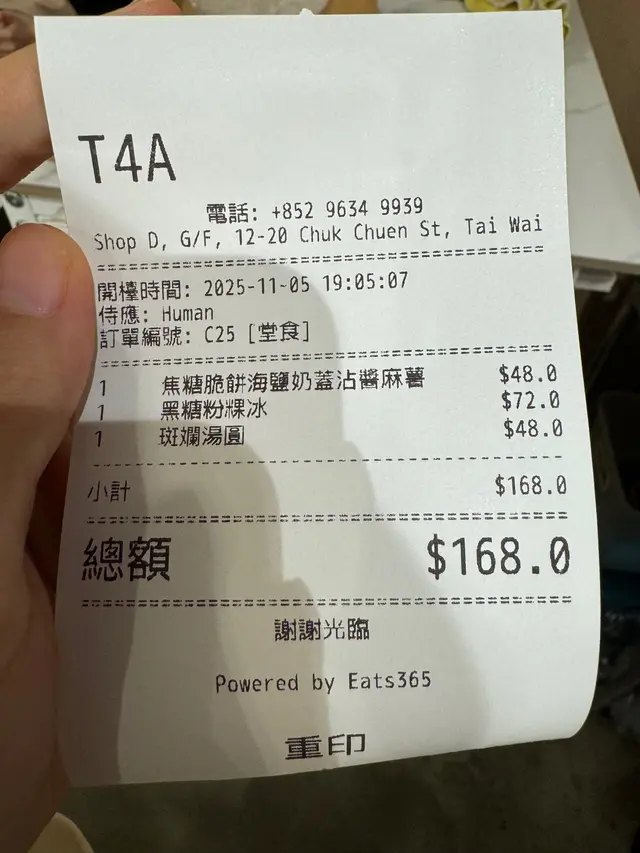 T4A
電話: +852 9634 9939
Shop D, G/F, 12-20 Chuk Chuen St, Tai Wai
開檯時間: 2025-11-05 19:05:07
侍應: Human
訂單編號: C25 [堂食]
1 焦糖脆餅海鹽奶蓋沾醬麻薯 $48.0
1 黑糖粉粿冰 $72.0
1 斑斕湯圓 $48.0
小計 $168.0
總額 $168.0
謝謝光臨
Powered by Eats365
重印